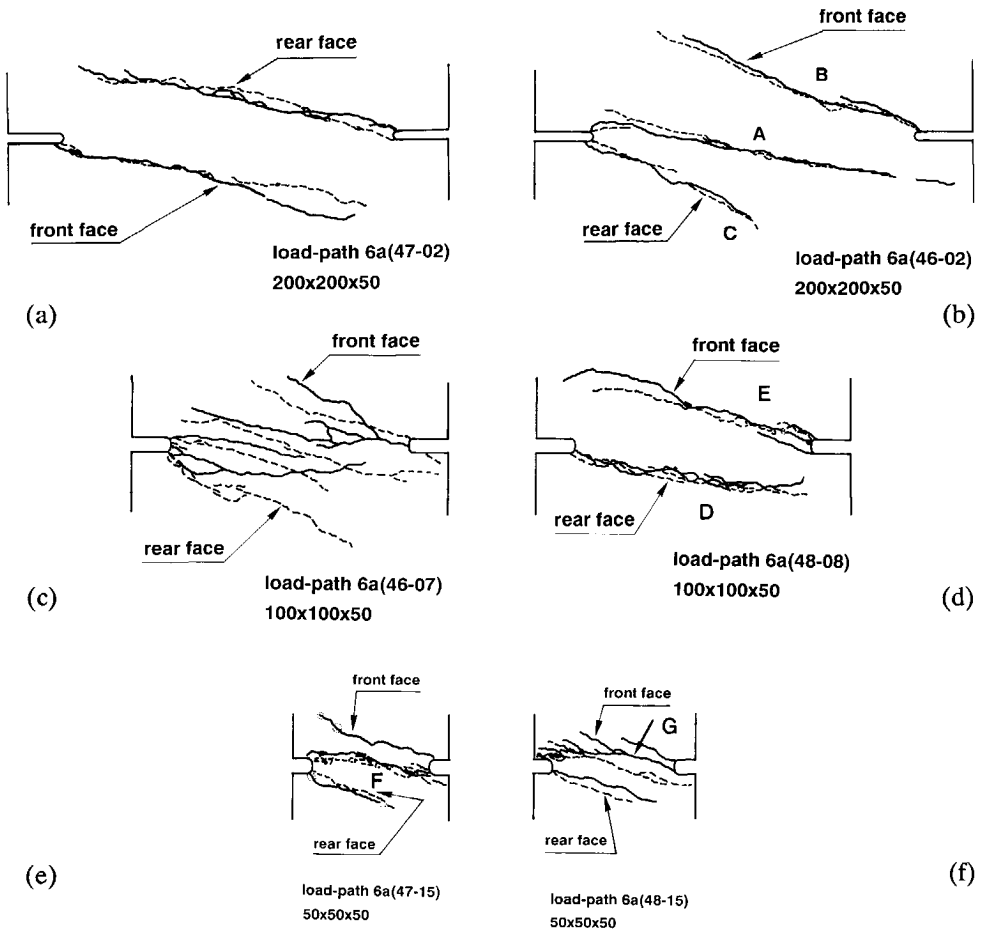 rear face
front face
load-path 6a(47-02)
200x200x50
(a)
front face
B
A
rear face
C
load-path 6a(46-02)
200x200x50
(b)
front face
rear face
load-path 6a(46-07)
100x100x50
(c)
front face
E
rear face
D
load-path 6a(48-08)
100x100x50
(d)
front face
F
rear face
load-path 6a(47-15)
50x50x50
(e)
front face
G
rear face
load-path 6a(48-15)
50x50x50
(f)